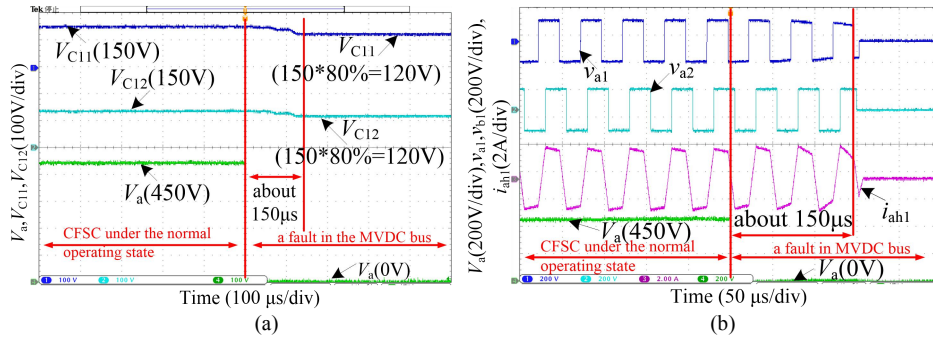 Tek 停止
V_C11(150V)
V_C11
(150*80%=120V)
V_C12(150V)
V_C12
(150*80%=120V)
V_a(450V)
about
150μs
CFSC under the normal
operating state
a fault in the MVDC bus
V_a(0V)
1 100 V 2 100 V 4 100 V
V_a,V_C11,V_C12(100V/div)
Time (100 μs/div)
(a)
v_a1
v_a2
i_ah1
about 150μs
V_a(450V)
CFSC under the normal
operating state
a fault in MVDC bus
V_a(0V)
1 200 V 2 200 V 3 2.00 A 4 200 V
V_a(200V/div),v_a1,v_b1(200V/div),
i_ah1(2A/div)
Time (50 μs/div)
(b)